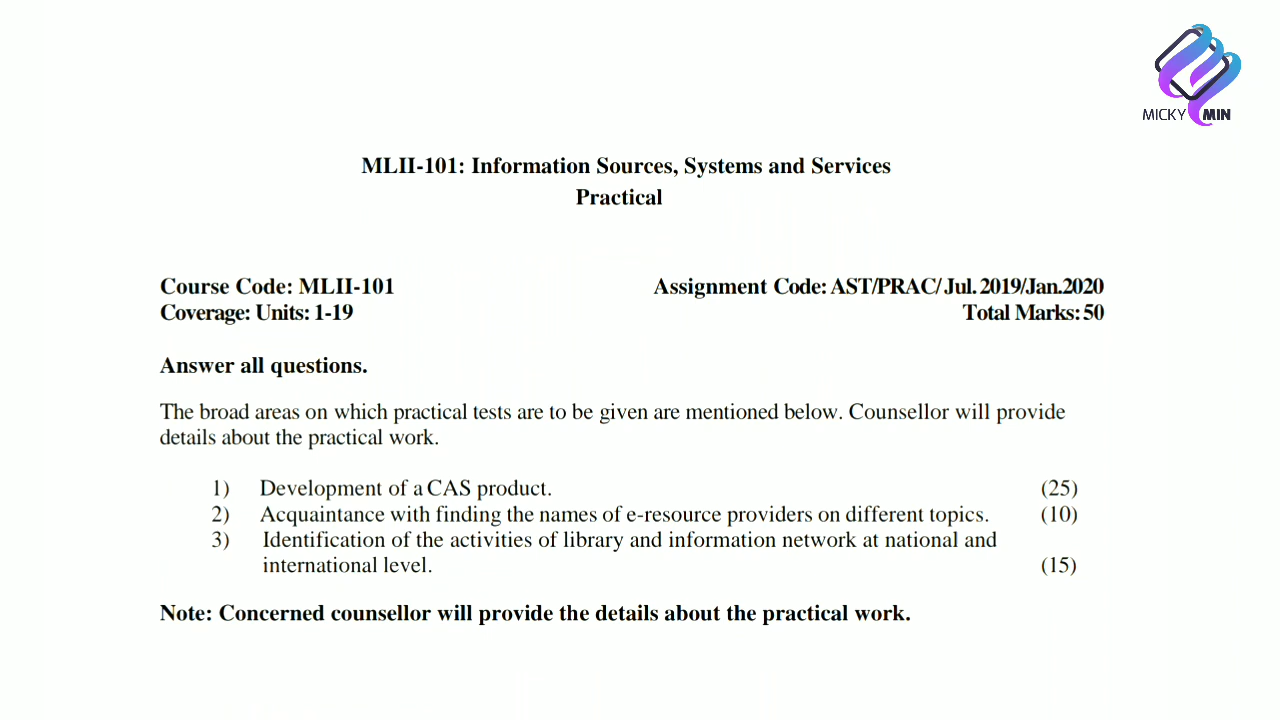 MICKY MIN
MLII-101: Information Sources, Systems and Services
Practical
Course Code: MLII-101 Assignment Code: AST/PRAC/ Jul. 2019/Jan.2020
Coverage: Units: 1-19 Total Marks: 50
Answer all questions.
The broad areas on which practical tests are to be given are mentioned below. Counsellor will provide
details about the practical work.
1) Development of a CAS product. (25)
2) Acquaintance with finding the names of e-resource providers on different topics. (10)
3) Identification of the activities of library and information network at national and
international level. (15)
Note: Concerned counsellor will provide the details about the practical work.